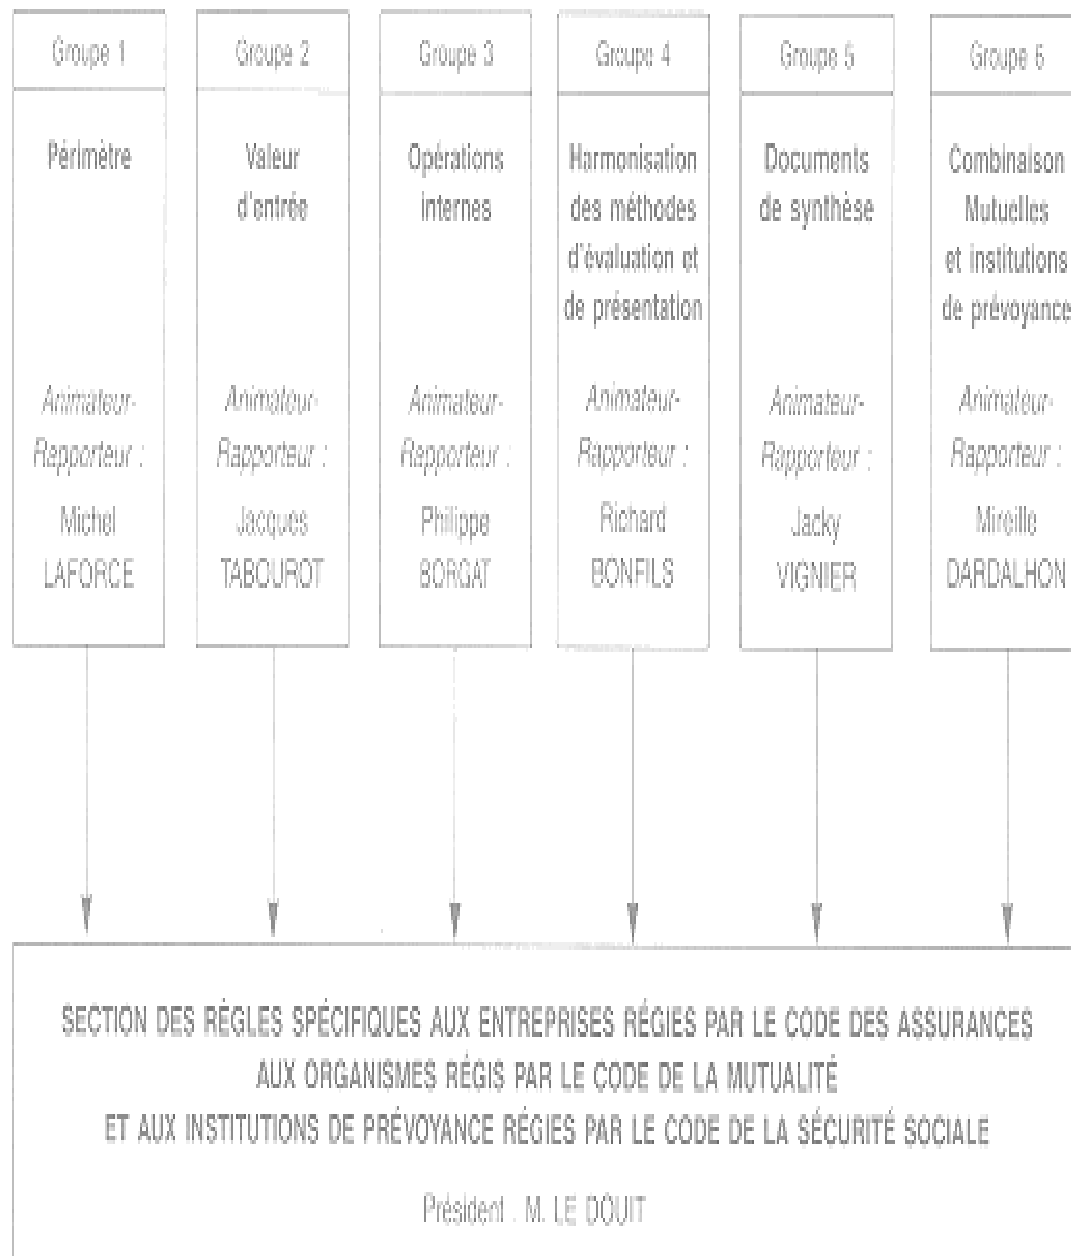 Groupe 1
Périmètre
Animateur-
Rapporteur :
Michel
LAFORCE
Groupe 2
Valeur
d'entrée
Animateur-
Rapporteur :
Jacques
TABOUROT
Groupe 3
Opérations
internes
Animateur-
Rapporteur :
Philippe
BORGAT
Groupe 4
Harmonisation
des méthodes
d'évaluation et
de présentation
Animateur-
Rapporteur :
Richard
BONFILS
Groupe 5
Documents
de synthèse
Animateur-
Rapporteur :
Jacky
VIGNIER
Groupe 6
Combinaison
Mutuelles
et institutions
de prévoyance
Animateur-
Rapporteur :
Mireille
DARDALHON
SECTION DES RÈGLES SPÉCIFIQUES AUX ENTREPRISES RÉGIES PAR LE CODE DES ASSURANCES
AUX ORGANISMES RÉGIS PAR LE CODE DE LA MUTUALITÉ
ET AUX INSTITUTIONS DE PRÉVOYANCE RÉGIES PAR LE CODE DE LA SÉCURITÉ SOCIALE
Président : M. LE DOUIT